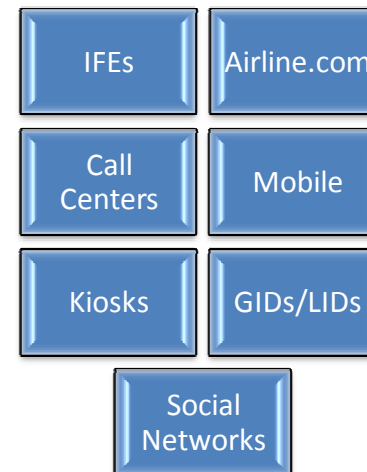 IFEs
Airline.com
Call
Centers
Mobile
Kiosks
GIDs/LIDs
Social
Networks